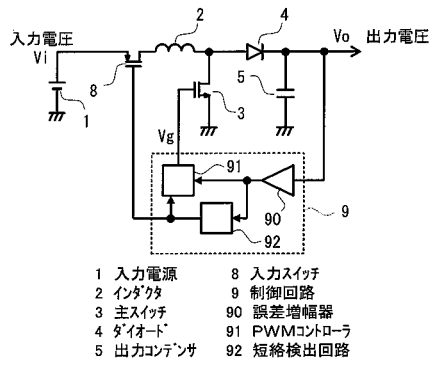 入力電圧
Vi
8
1
2
4
Vo
出力電圧
5
3
Vg
91
90
92
9
1 入力電源
2 インダクタ
3 主スイッチ
4 ダイオード
5 出力コンデンサ
8 入力スイッチ
9 制御回路
90 誤差増幅器
91 PWMコントローラ
92 短絡検出回路